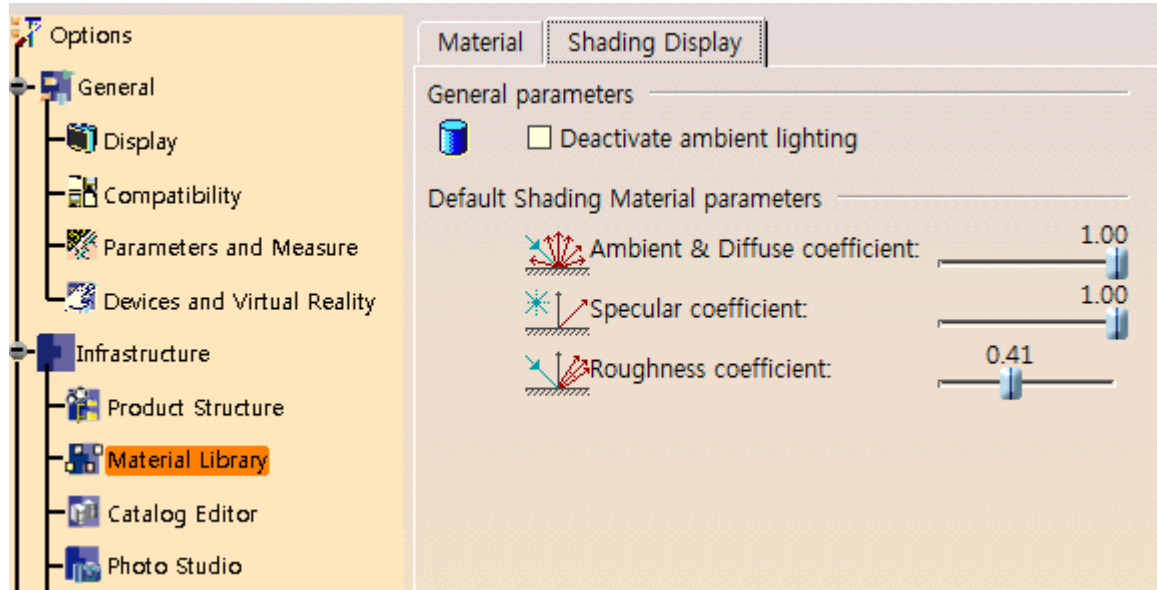 Options
General
Display
Compatibility
Parameters and Measure
Devices and Virtual Reality
Infrastructure
Product Structure
Material Library
Catalog Editor
Photo Studio
Material
Shading Display
General parameters
Deactivate ambient lighting
Default Shading Material parameters
Ambient & Diffuse coefficient: 1.00
Specular coefficient: 1.00
Roughness coefficient: 0.41